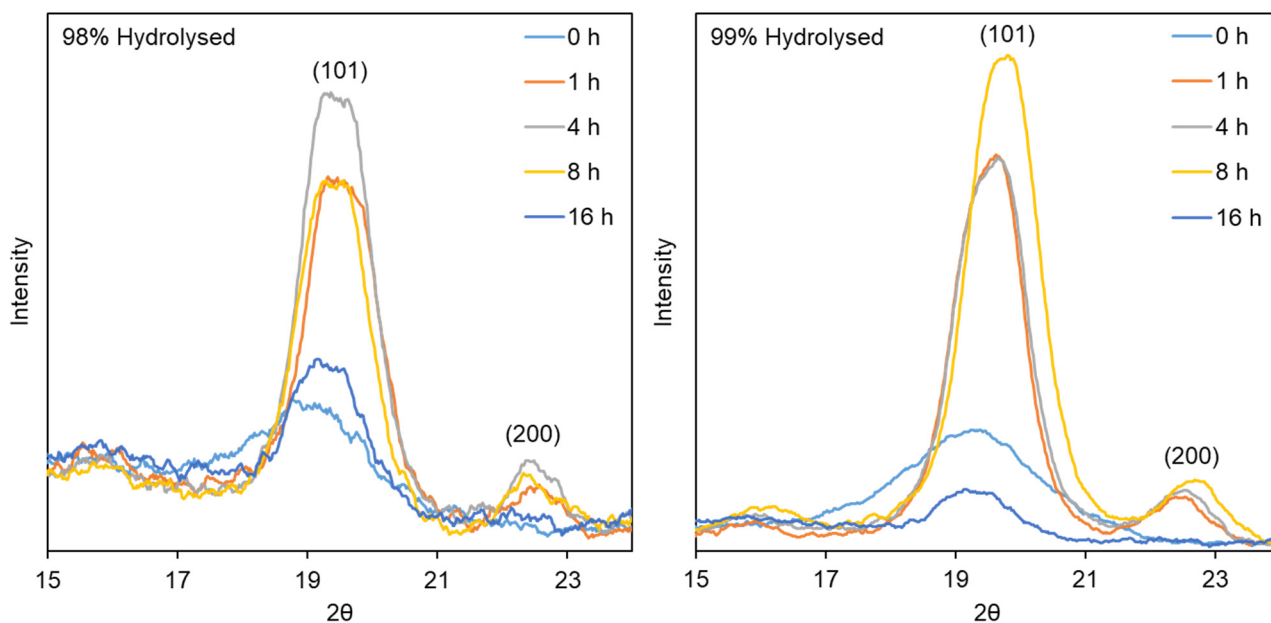 98% Hydrolysed
(101)
0 h
1 h
4 h
8 h
16 h
(200)
Intensity
15 17 19 21 23
2θ
99% Hydrolysed
(101)
0 h
1 h
4 h
8 h
16 h
(200)
Intensity
15 17 19 21 23
2θ